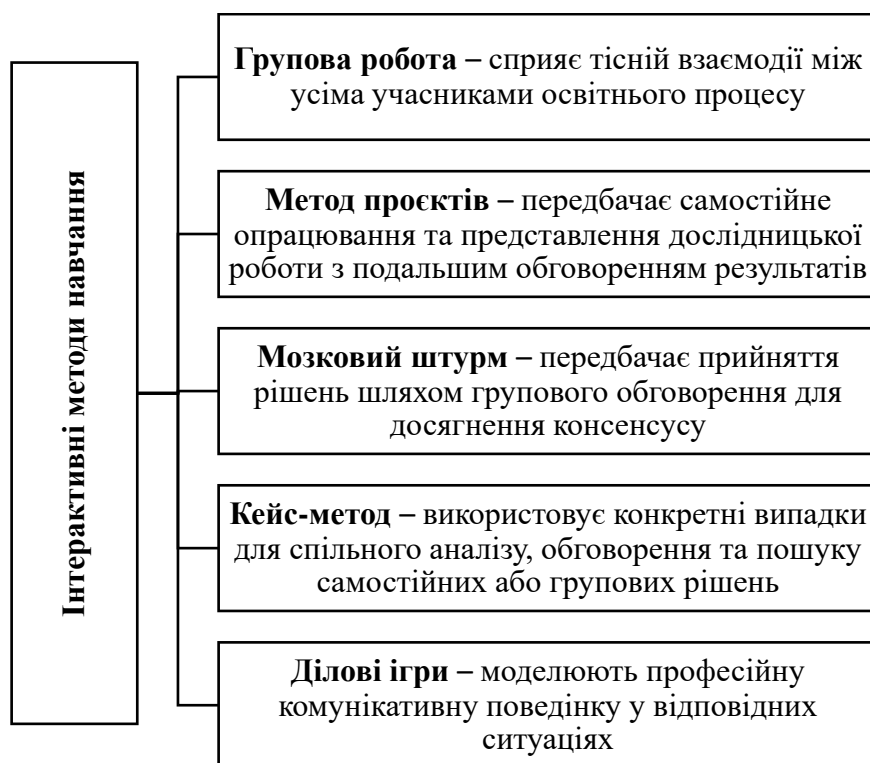 Інтерактивні методи навчання
Групова робота – сприяє тісній взаємодії між
усіма учасниками освітнього процесу
Метод проєктів – передбачає самостійне
опрацювання та представлення дослідницької
роботи з подальшим обговоренням результатів
Мозковий штурм – передбачає прийняття
рішень шляхом групового обговорення для
досягнення консенсусу
Кейс-метод – використовує конкретні випадки
для спільного аналізу, обговорення та пошуку
самостійних або групових рішень
Ділові ігри – моделюють професійну
комунікативну поведінку у відповідних
ситуаціях